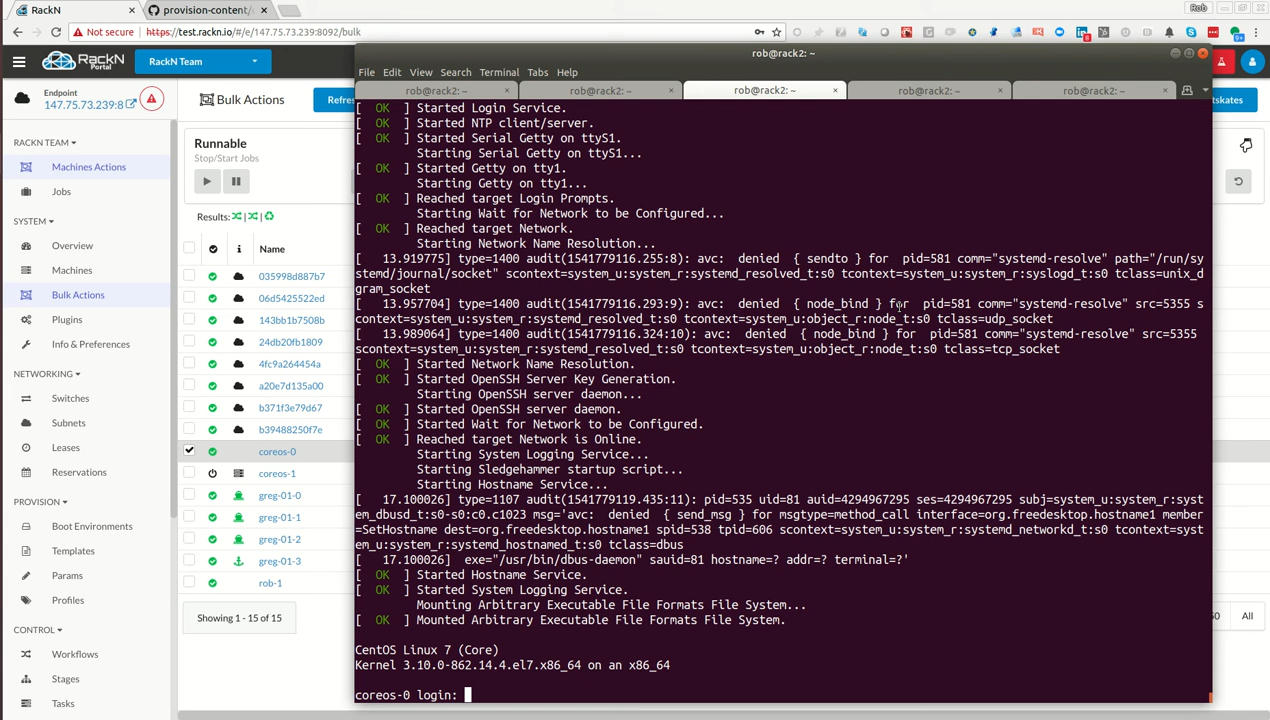 RackN
provision-content/
Rob
Not secure
https://test.rackn.io/#/e/147.75.73.239:8092/bulk
RackN
Portal
RackN Team
Endpoint
147.75.73.239:8
Bulk Actions
Refre
RACKN TEAM
Machines Actions
Jobs
SYSTEM
Overview
Machines
Bulk Actions
Plugins
Info & Preferences
NETWORKING
Switches
Subnets
Leases
Reservations
PROVISION
Boot Environments
Templates
Params
Profiles
CONTROL
Workflows
Stages
Tasks
Runnable
Stop/Start Jobs
Results:
Name
035998d887b7
06d5425522ed
143bb1b7508b
24db20fb1809
4fc9a264454a
a20e7d135a00
b371f3e79d67
b39488250f7e
coreos-0
coreos-1
greg-01-0
greg-01-1
greg-01-2
greg-01-3
rob-1
Showing 1 - 15 of 15
rob@rack2: ~
File Edit View Search Terminal Tabs Help
rob@rack2: ~ rob@rack2: ~ rob@rack2: ~ rob@rack2: ~ rob@rack2: ~
[  OK  ] Started Login Service.
[  OK  ] Started NTP client/server.
[  OK  ] Started Serial Getty on ttyS1.
Starting Serial Getty on ttyS1...
[  OK  ] Started Getty on tty1.
Starting Getty on tty1...
[  OK  ] Reached target Login Prompts.
Starting Wait for Network to be Configured...
[  OK  ] Reached target Network.
Starting Network Name Resolution...
[   13.919775] type=1400 audit(1541779116.255:8): avc:  denied  { sendto } for  pid=581 comm="systemd-resolve" path="/run/sy
stemd/journal/socket" scontext=system_u:system_r:systemd_resolved_t:s0 tcontext=system_u:system_r:syslogd_t:s0 tclass=unix_d
gram_socket
[   13.957704] type=1400 audit(1541779116.293:9): avc:  denied  { node_bind } for  pid=581 comm="systemd-resolve" src=5355 s
context=system_u:system_r:systemd_resolved_t:s0 tcontext=system_u:object_r:node_t:s0 tclass=udp_socket
[   13.989064] type=1400 audit(1541779116.324:10): avc:  denied  { node_bind } for  pid=581 comm="systemd-resolve" src=5355
scontext=system_u:system_r:systemd_resolved_t:s0 tcontext=system_u:object_r:node_t:s0 tclass=tcp_socket
[  OK  ] Started Network Name Resolution.
[  OK  ] Started OpenSSH Server Key Generation.
Starting OpenSSH server daemon...
[  OK  ] Started OpenSSH server daemon.
[  OK  ] Started Wait for Network to be Configured.
[  OK  ] Reached target Network is Online.
Starting System Logging Service...
Starting Sledgehammer startup script...
Starting Hostname Service...
[   17.100026] type=1107 audit(1541779119.435:11): pid=535 uid=81 auid=4294967295 ses=4294967295 subj=system_u:system_r:syst
em_dbusd_t:s0-s0:c0.c1023 msg='avc:  denied  { send_msg } for msgtype=method_call interface=org.freedesktop.hostname1 member
=SetHostname dest=org.freedesktop.hostname1 spid=538 tpid=606 scontext=system_u:system_r:systemd_networkd_t:s0 tcontext=syst
em_u:system_r:systemd_hostnamed_t:s0 tclass=dbus
[   17.100026]  exe="/usr/bin/dbus-daemon" sauid=81 hostname=? addr=? terminal=?'
[  OK  ] Started Hostname Service.
[  OK  ] Started System Logging Service.
Mounting Arbitrary Executable File Formats File System...
[  OK  ] Mounted Arbitrary Executable File Formats File System.
CentOS Linux 7 (Core)
Kernel 3.10.0-862.14.4.el7.x86_64 on an x86_64
coreos-0 login:
utskates
50
All